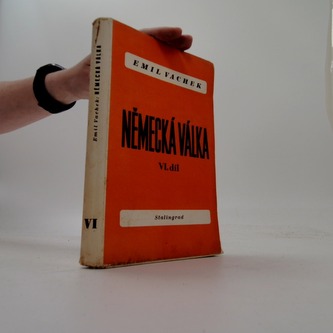 EMIL VACHEK
NĚMECKÁ VÁLKA
VI. díl
Stalingrad
Emil Vachek: NĚMECKÁ VÁLKA
VI